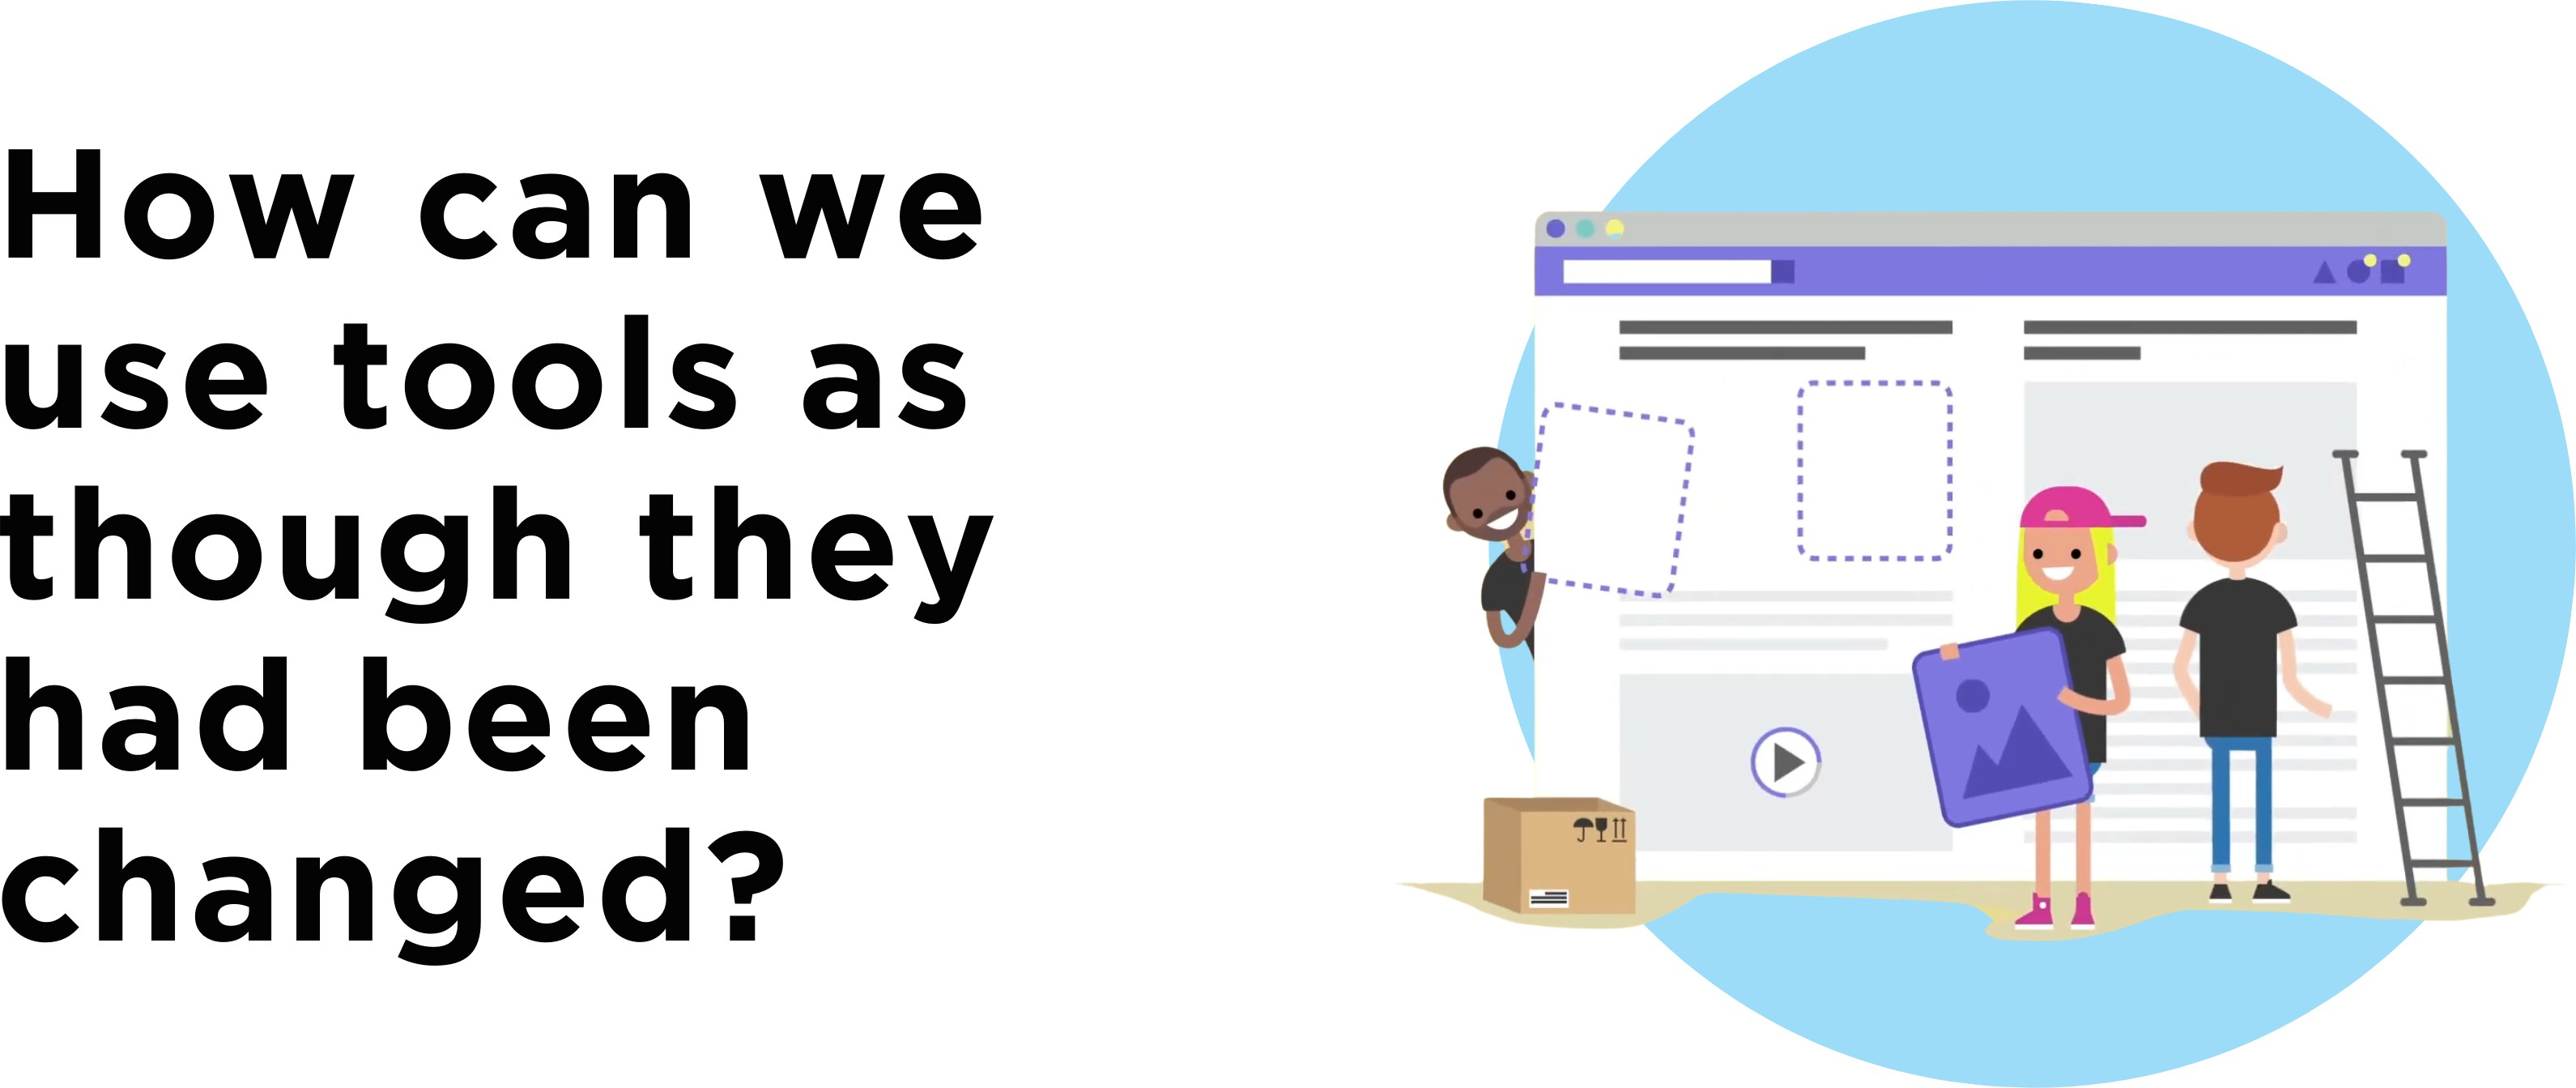 How can we
use tools as
though they
had been
changed?